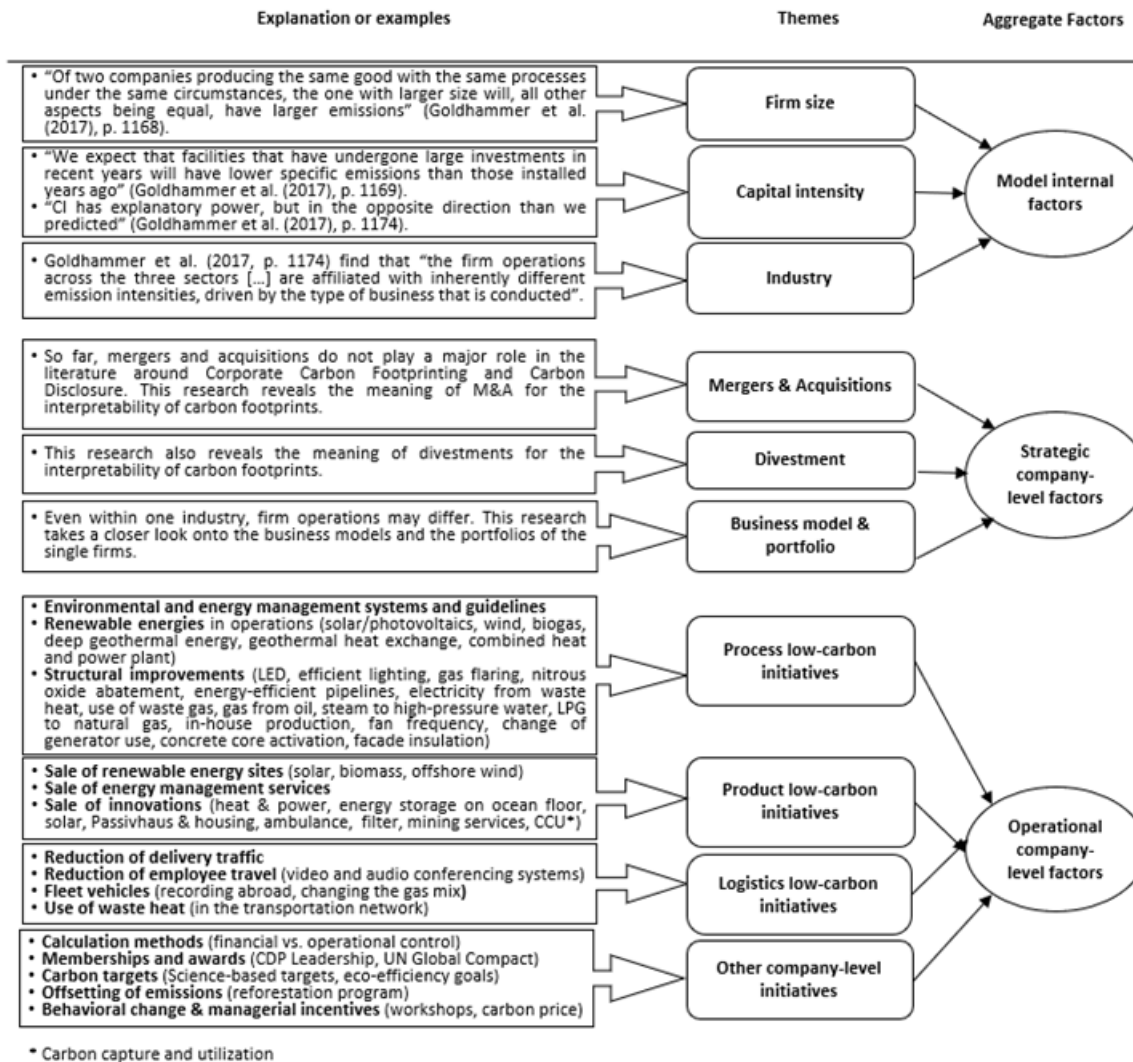 Explanation or examples
Themes
Aggregate Factors
• “Of two companies producing the same good with the same processes
under the same circumstances, the one with larger size will, all other
aspects being equal, have larger emissions” (Goldhammer et al.
(2017), p. 1168).
Firm size
• “We expect that facilities that have undergone large investments in
recent years will have lower specific emissions than those installed
years ago” (Goldhammer et al. (2017), p. 1169).
• “CI has explanatory power, but in the opposite direction than we
predicted” (Goldhammer et al. (2017), p. 1174).
Capital intensity
• Goldhammer et al. (2017, p. 1174) find that “the firm operations
across the three sectors [...] are affiliated with inherently different
emission intensities, driven by the type of business that is conducted”.
Industry
Model internal
factors
• So far, mergers and acquisitions do not play a major role in the
literature around Corporate Carbon Footprinting and Carbon
Disclosure. This research reveals the meaning of M&A for the
interpretability of carbon footprints.
Mergers & Acquisitions
• This research also reveals the meaning of divestments for the
interpretability of carbon footprints.
Divestment
• Even within one industry, firm operations may differ. This research
takes a closer look onto the business models and the portfolios of the
single firms.
Business model &
portfolio
Strategic
company-
level factors
• Environmental and energy management systems and guidelines
• Renewable energies in operations (solar/photovoltaics, wind, biogas,
deep geothermal energy, geothermal heat exchange, combined heat
and power plant)
• Structural improvements (LED, efficient lighting, gas flaring, nitrous
oxide abatement, energy-efficient pipelines, electricity from waste
heat, use of waste gas, gas from oil, steam to high-pressure water, LPG
to natural gas, in-house production, fan frequency, change of
generator use, concrete core activation, facade insulation)
Process low-carbon
initiatives
• Sale of renewable energy sites (solar, biomass, offshore wind)
• Sale of energy management services
• Sale of innovations (heat & power, energy storage on ocean floor,
solar, Passivhaus & housing, ambulance, filter, mining services, CCU*)
Product low-carbon
initiatives
• Reduction of delivery traffic
• Reduction of employee travel (video and audio conferencing systems)
• Fleet vehicles (recording abroad, changing the gas mix)
• Use of waste heat (in the transportation network)
Logistics low-carbon
initiatives
• Calculation methods (financial vs. operational control)
• Memberships and awards (CDP Leadership, UN Global Compact)
• Carbon targets (Science-based targets, eco-efficiency goals)
• Offsetting of emissions (reforestation program)
• Behavioral change & managerial incentives (workshops, carbon price)
Other company-level
initiatives
Operational
company-
level factors
* Carbon capture and utilization